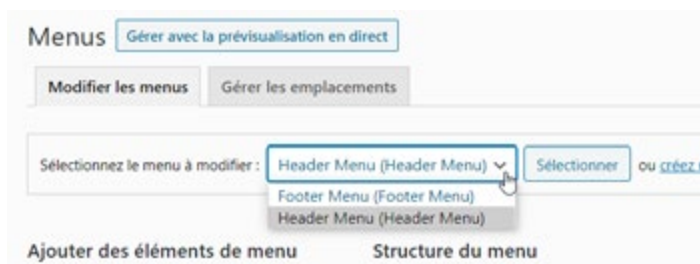 Menus Gérer avec la prévisualisation en direct
Modifier les menus Gérer les emplacements
Sélectionnez le menu à modifier : Header Menu (Header Menu) Sélectionner ou créez
Footer Menu (Footer Menu)
Header Menu (Header Menu)
Ajouter des éléments de menu Structure du menu